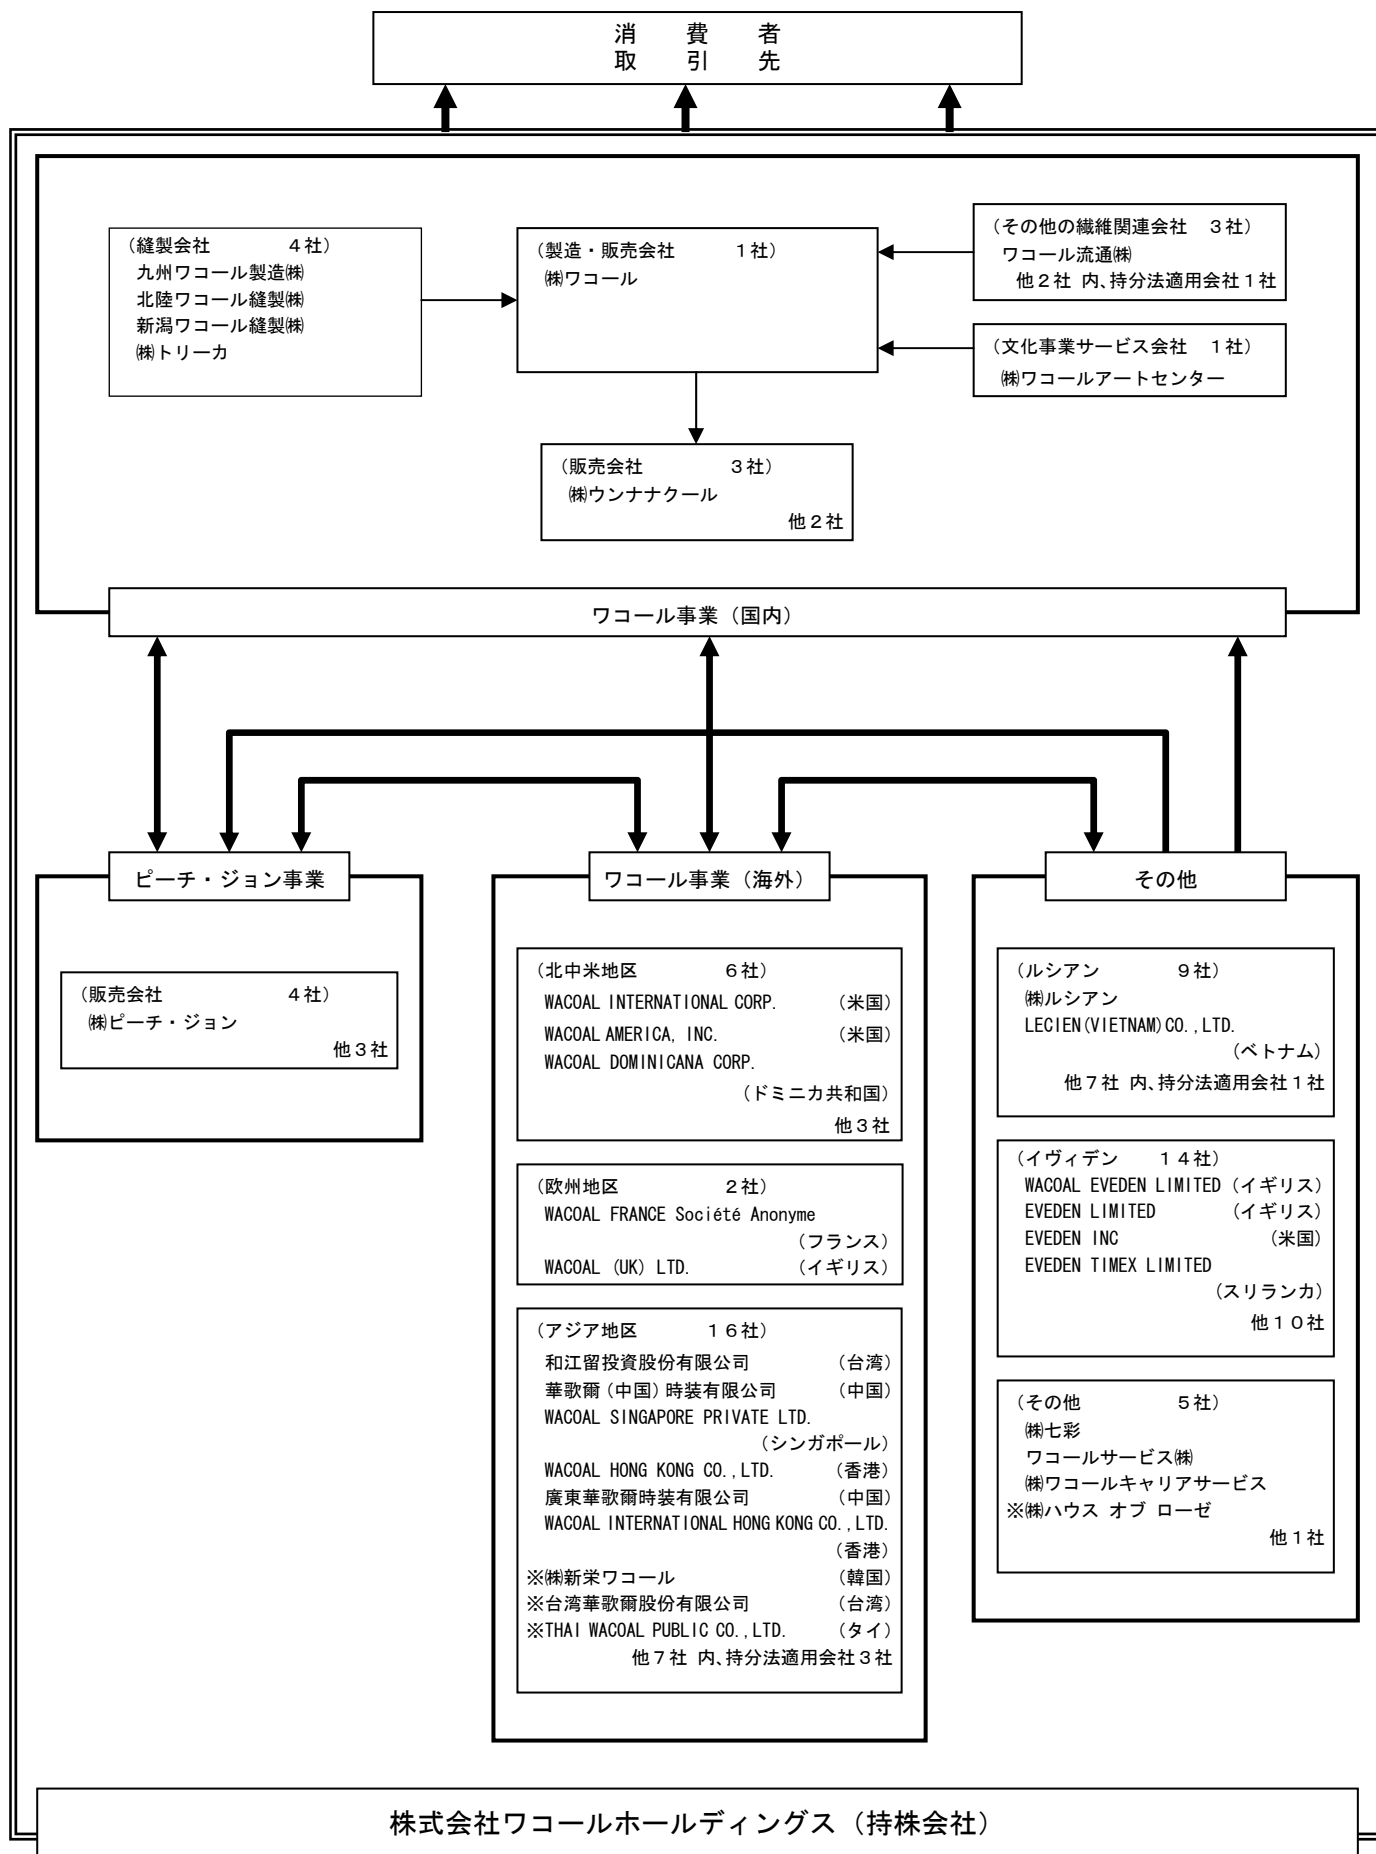 消　費　者
取　引　先
（縫製会社　４社）
九州ワコール製造㈱
北陸ワコール縫製㈱
新潟ワコール縫製㈱
㈱トリーカ
（製造・販売会社　１社）
㈱ワコール
（その他の繊維関連会社　３社）
ワコール流通㈱
他２社 内、持分法適用会社１社
（文化事業サービス会社　１社）
㈱ワコールアートセンター
（販売会社　３社）
㈱ウンナナクール
他２社
ワコール事業（国内）
ピーチ・ジョン事業
（販売会社　４社）
㈱ピーチ・ジョン
他３社
ワコール事業（海外）
（北中米地区　６社）
WACOAL INTERNATIONAL CORP.　（米国）
WACOAL AMERICA, INC.　（米国）
WACOAL DOMINICANA CORP.
（ドミニカ共和国）
他３社
（欧州地区　２社）
WACOAL FRANCE Société Anonyme
（フランス）
WACOAL (UK) LTD.　（イギリス）
（アジア地区　１６社）
和江留投資股份有限公司　（台湾）
華歌爾（中国）時装有限公司　（中国）
WACOAL SINGAPORE PRIVATE LTD.
（シンガポール）
WACOAL HONG KONG CO.,LTD.　（香港）
廣東華歌爾時装有限公司　（中国）
WACOAL INTERNATIONAL HONG KONG CO.,LTD.
（香港）
※㈱新栄ワコール　（韓国）
※台湾華歌爾股份有限公司　（台湾）
※THAI WACOAL PUBLIC CO.,LTD.　（タイ）
他７社 内、持分法適用会社３社
その他
（ルシアン　９社）
㈱ルシアン
LECIEN(VIETNAM)CO.,LTD.
（ベトナム）
他７社 内、持分法適用会社１社
（イヴィデン　１４社）
WACOAL EVEDEN LIMITED（イギリス）
EVEDEN LIMITED　（イギリス）
EVEDEN INC　（米国）
EVEDEN TIMEX LIMITED
（スリランカ）
他１０社
（その他　５社）
㈱七彩
ワコールサービス㈱
㈱ワコールキャリアサービス
※㈱ハウス オブ ローゼ
他１社
株式会社ワコールホールディングス（持株会社）